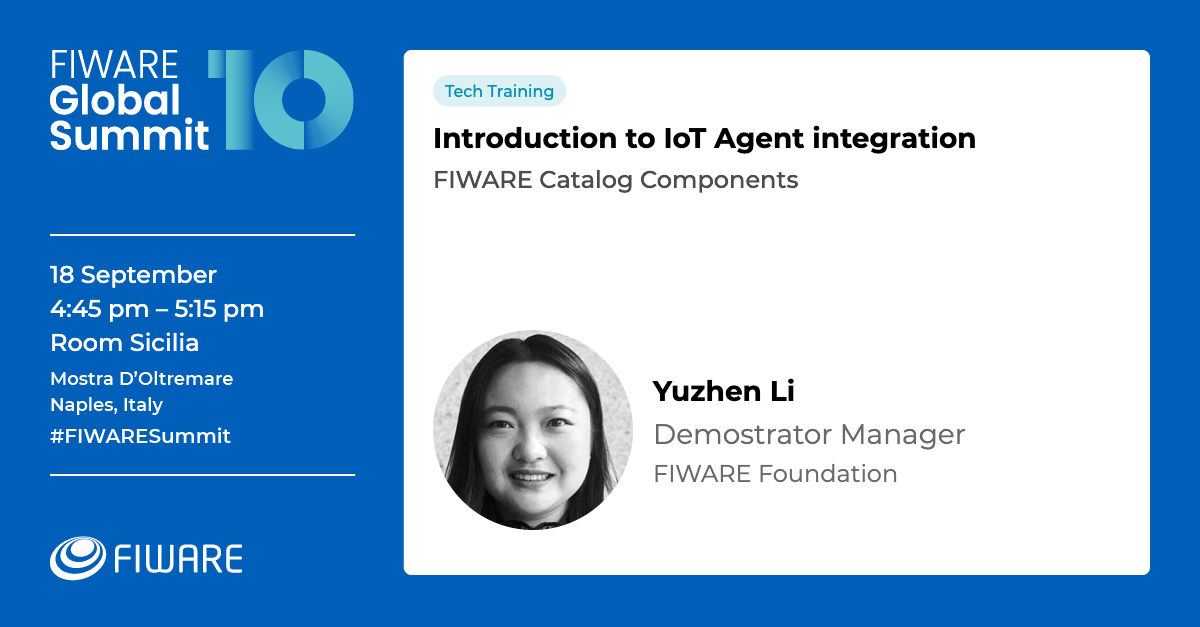 FIWARE
Global
Summit
10
18 September
4:45 pm – 5:15 pm
Room Sicilia
Mostra D’Oltremare
Naples, Italy
#FIWARESummit
FIWARE
Tech Training
Introduction to IoT Agent integration
FIWARE Catalog Components
Yuzhen Li
Demostrator Manager
FIWARE Foundation